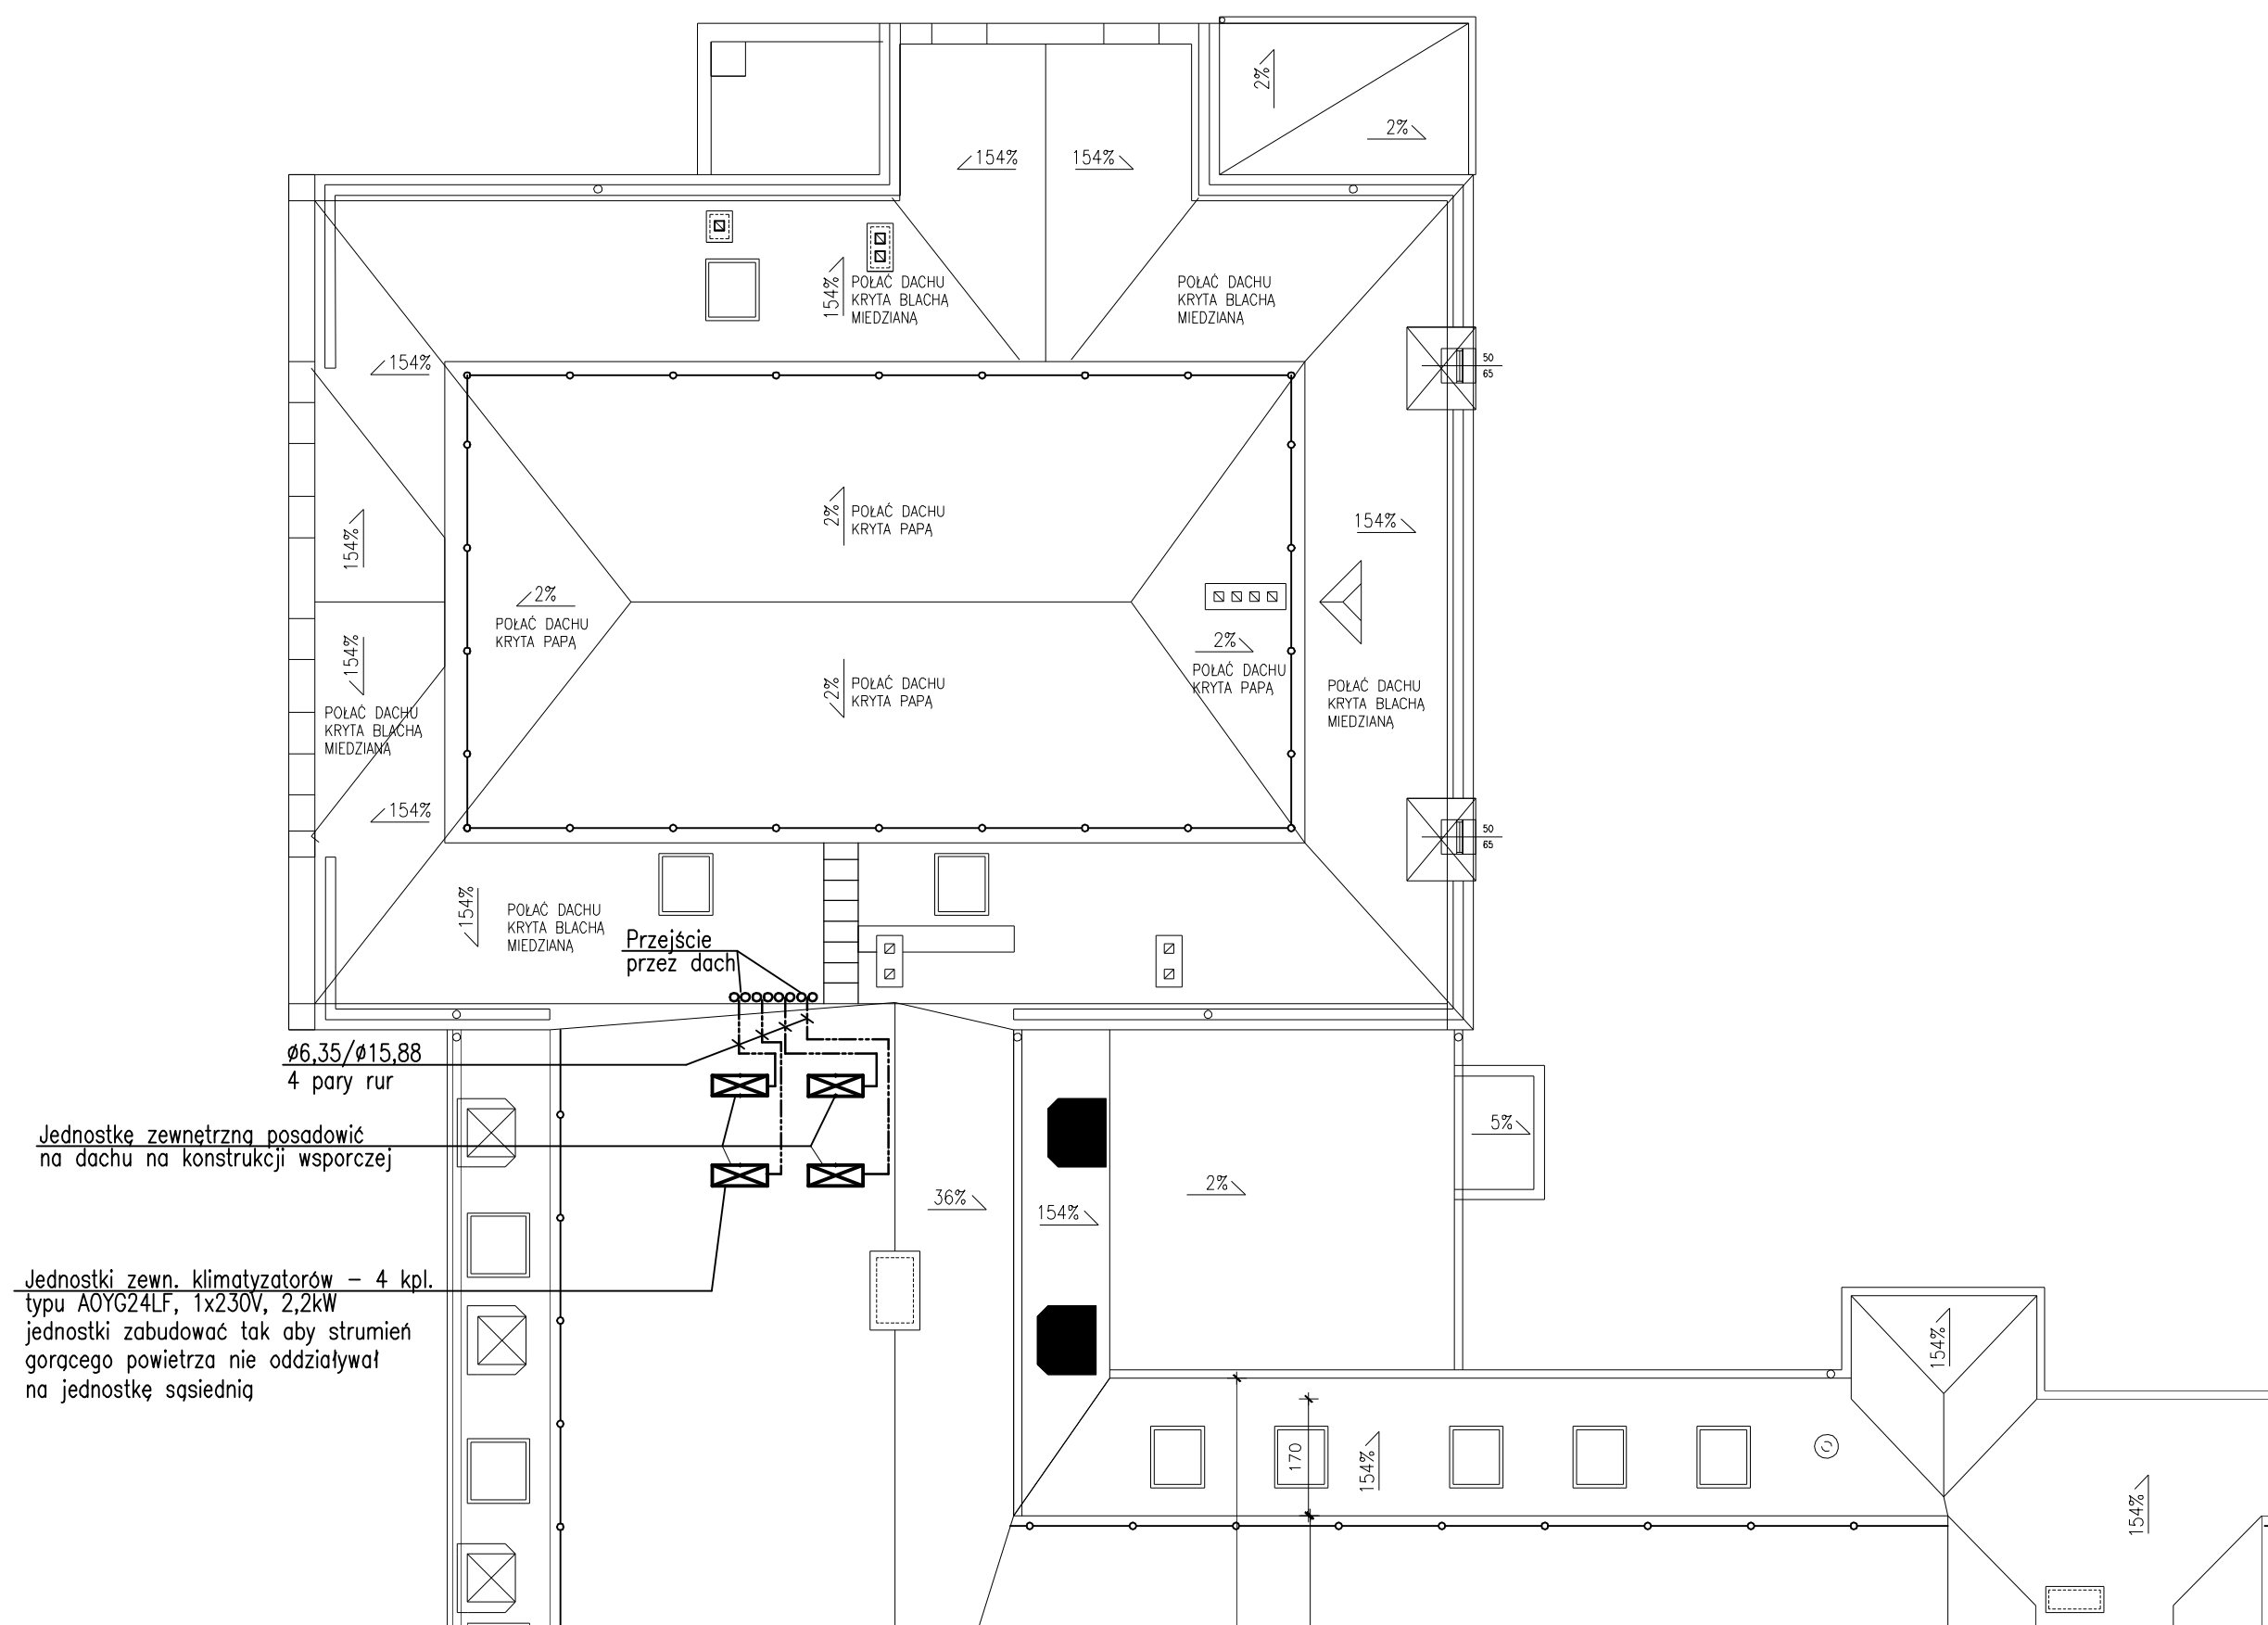 2%
2%
154%
154%
154%
POŁAĆ DACHU
KRYTA BLACHĄ
MIEDZIANĄ
POŁAĆ DACHU
KRYTA BLACHĄ
MIEDZIANĄ
154%
50
65
154%
2%
POŁAĆ DACHU
KRYTA PAPĄ
154%
2%
POŁAĆ DACHU
KRYTA PAPĄ
154%
2%
POŁAĆ DACHU
KRYTA PAPĄ
2%
POŁAĆ DACHU
KRYTA PAPĄ
POŁAĆ DACHU
KRYTA BLACHĄ
MIEDZIANĄ
POŁAĆ DACHU
KRYTA BLACHĄ
MIEDZIANĄ
154%
50
65
154%
POŁAĆ DACHU
KRYTA BLACHĄ
MIEDZIANĄ
Przejście
przez dach
ø6,35/ø15,88
4 pary rur
Jednostkę zewnętrzną posadowić
na dachu na konstrukcji wsporczej
5%
2%
36%
154%
Jednostki zewn. klimatyzatorów – 4 kpl.
typu AOYG24LF, 1x230V, 2,2kW
jednostki zabudować tak aby strumień
gorącego powietrza nie oddziaływał
na jednostkę sąsiednią
154%
170
154%
154%